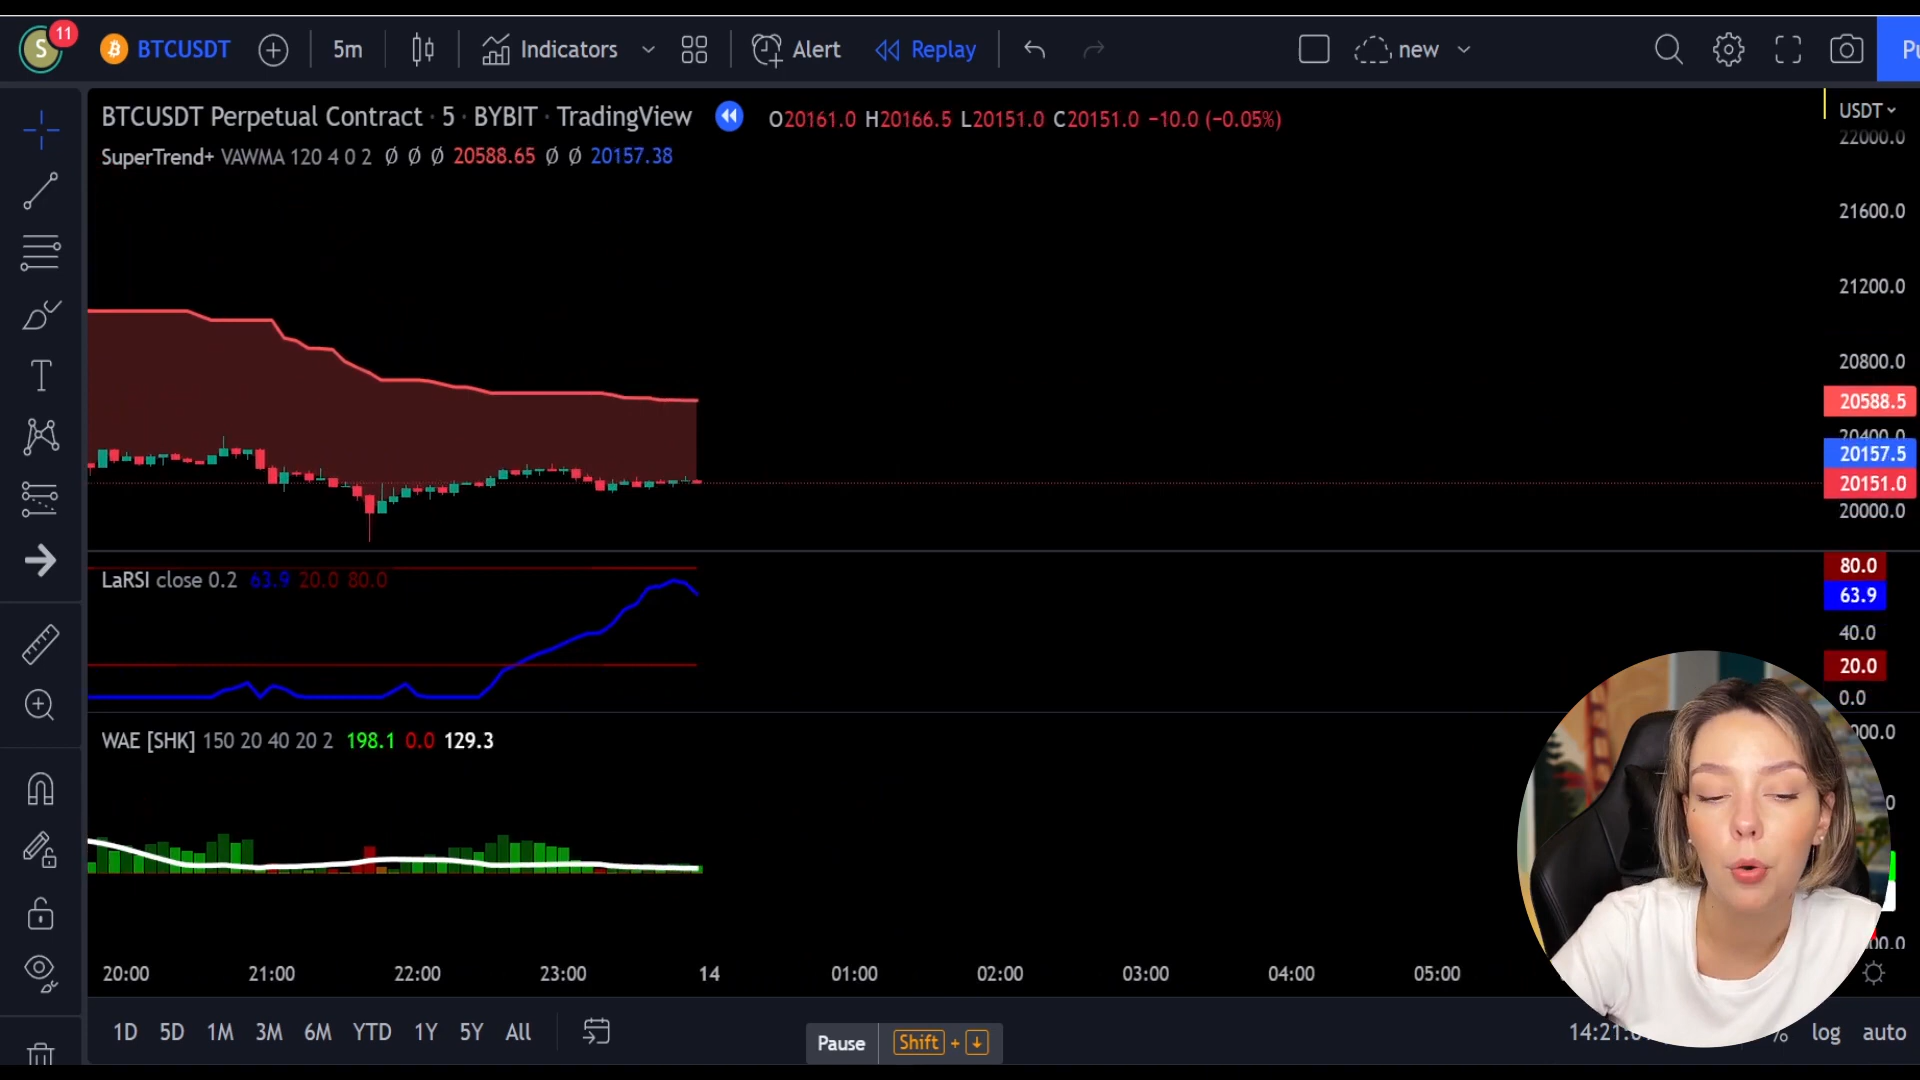 S 11 BTCUSDT 5m Indicators Alert Replay new Pu
BTCUSDT Perpetual Contract · 5 · BYBIT · TradingView O20161.0 H20166.5 L20151.0 C20151.0 −10.0 (−0.05%)
SuperTrend+ VAWMA 120 4 0 2 Ø Ø Ø 20588.65 Ø Ø 20157.38
USDT
22000.0
21600.0
21200.0
20800.0
20588.5
20400.0
20157.5
20151.0
20000.0
LaRSI close 0.2 63.9 20.0 80.0
80.0
63.9
40.0
20.0
0.0
WAE [SHK] 150 20 40 20 2 198.1 0.0 129.3
20:00 21:00 22:00 23:00 14 01:00 02:00 03:00 04:00 05:00
1D 5D 1M 3M 6M YTD 1Y 5Y All
Pause Shift + ↓
% log auto